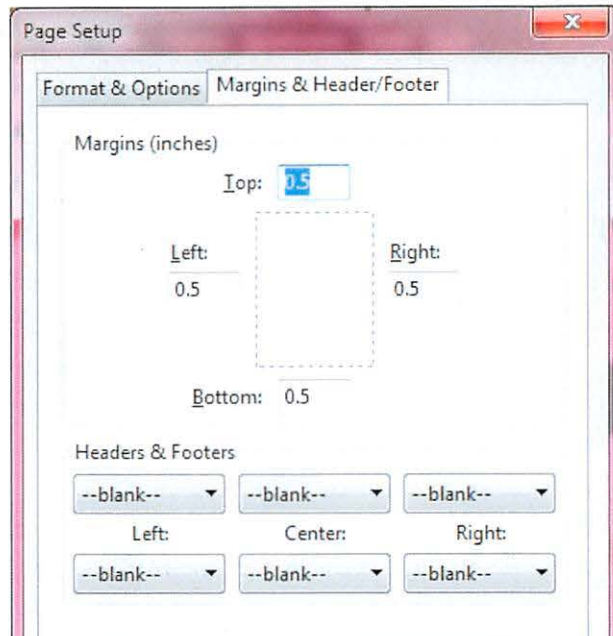 Page Setup
Format & Options Margins & Header/Footer
Margins (inches)
Top: 0.5
Left: Right:
0.5 0.5
Bottom: 0.5
Headers & Footers
--blank-- --blank-- --blank--
Left: Center: Right:
--blank-- --blank-- --blank--